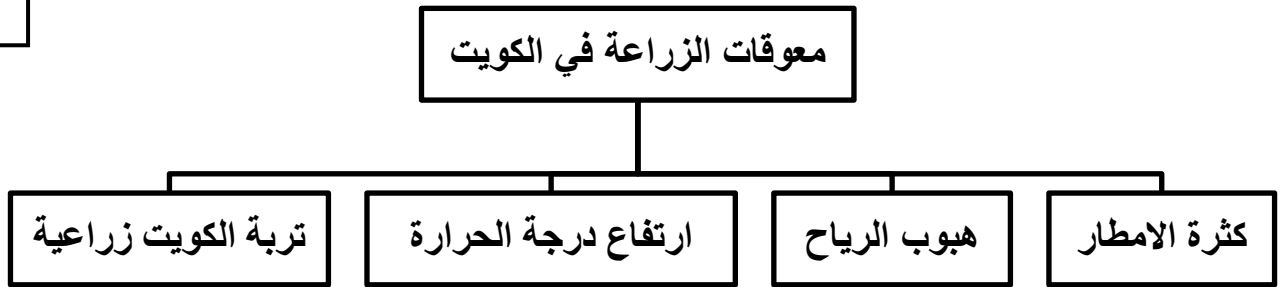 معوقات الزراعة في الكويت
كثرة الامطار
هبوب الرياح
ارتفاع درجة الحرارة
تربة الكويت زراعية